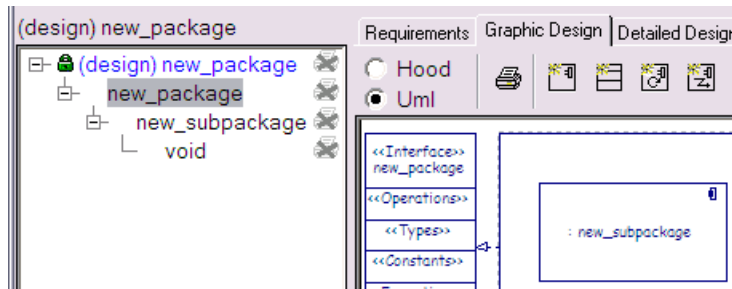 (design) new_package
(design) new_package
new_package
new_subpackage
void
Requirements
Graphic Design
Detailed Design
Hood
Uml
<<Interface>>
new_package
<<Operations>>
<<Types>>
<<Constants>>
: new_subpackage